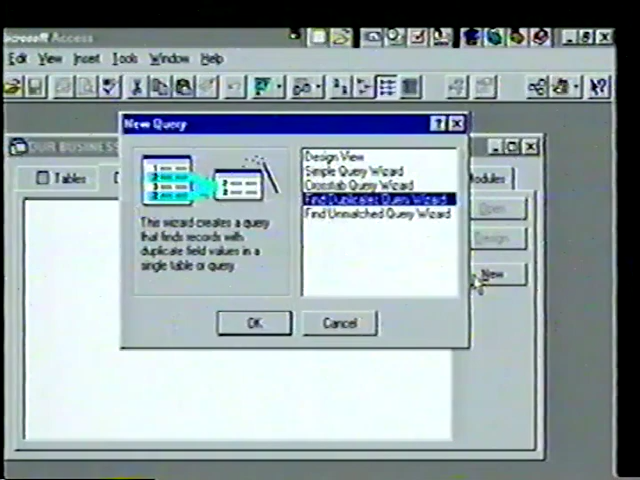 Microsoft Access
Edit View Insert Tools Window Help
New Query
OUR BUSINESS
Tables
Modules
Design View
Simple Query Wizard
Crosstab Query Wizard
Find Duplicates Query Wizard
Find Unmatched Query Wizard
This wizard creates a query
that finds records with
duplicate field values in a
single table or query.
Open
Design
New
OK
Cancel